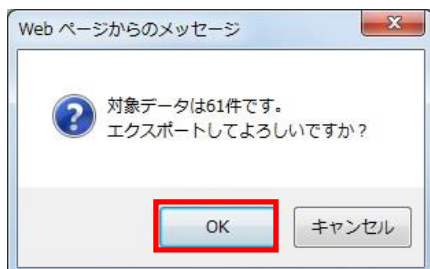 Web ページからのメッセージ
対象データは61件です。
エクスポートしてよろしいですか？
OK
キャンセル